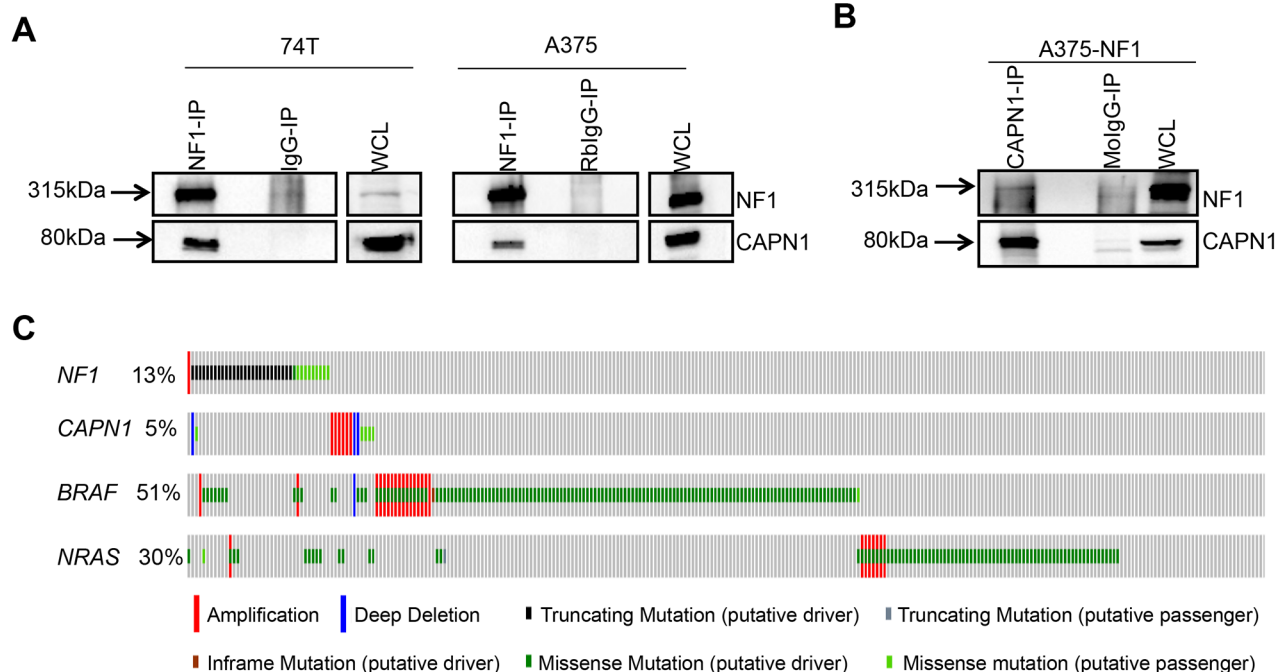 A
B
74T
A375
A375-NF1
NF1-IP
IgG-IP
WCL
NF1-IP
RbIgG-IP
WCL
CAPN1-IP
MoIgG-IP
WCL
315kDa
NF1
80kDa
CAPN1
315kDa
NF1
80kDa
CAPN1
C
NF1 13%
CAPN1 5%
BRAF 51%
NRAS 30%
Amplification Deep Deletion Truncating Mutation (putative driver) Truncating Mutation (putative passenger)
Inframe Mutation (putative driver) Missense Mutation (putative driver) Missense mutation (putative passenger)